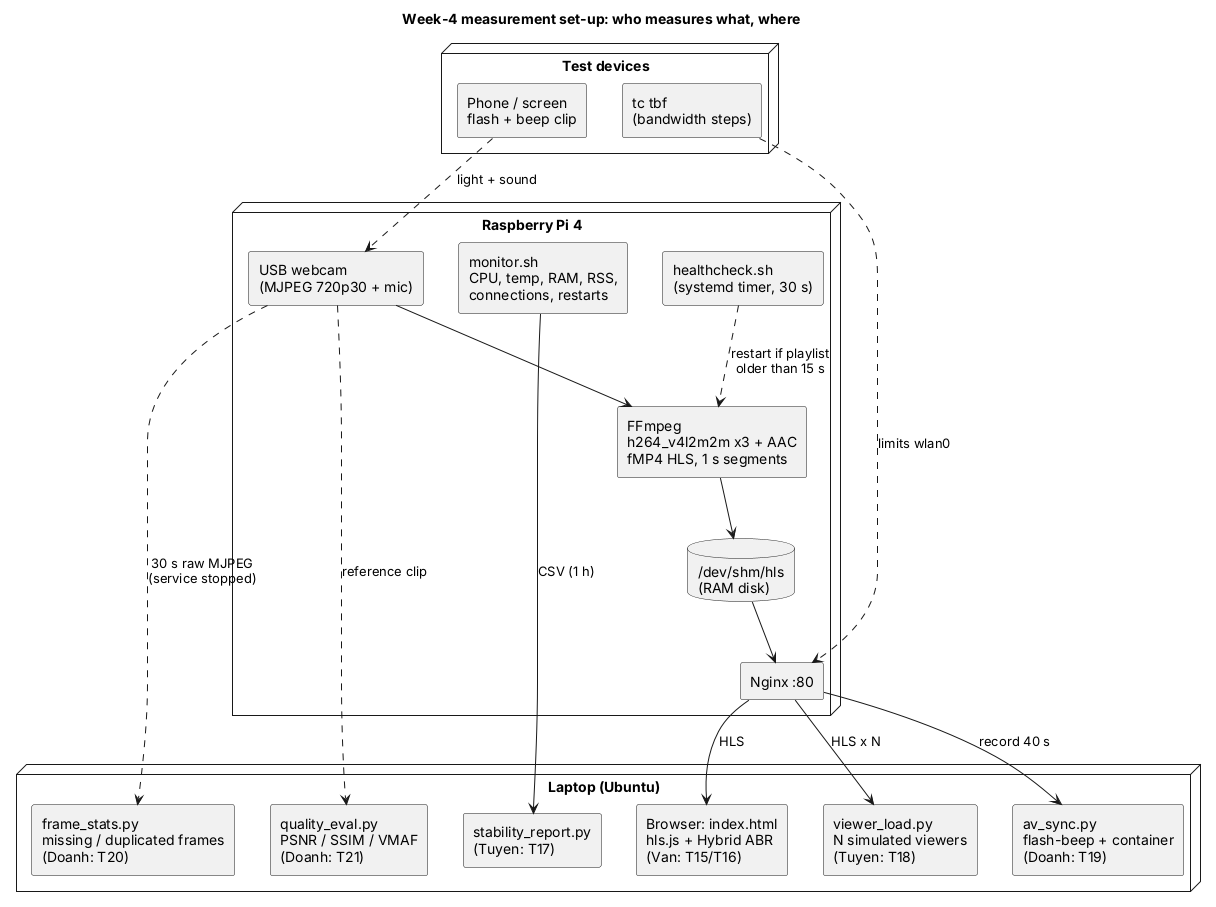 Week-4 measurement set-up: who measures what, where
Test devices
Phone / screen
flash + beep clip
tc tbf
(bandwidth steps)
light + sound
Raspberry Pi 4
USB webcam
(MJPEG 720p30 + mic)
monitor.sh
CPU, temp, RAM, RSS,
connections, restarts
healthcheck.sh
(systemd timer, 30 s)
restart if playlist
older than 15 s
FFmpeg
h264_v4l2m2m x3 + AAC
fMP4 HLS, 1 s segments
limits wlan0
30 s raw MJPEG
(service stopped)
reference clip
CSV (1 h)
/dev/shm/hls
(RAM disk)
Nginx :80
HLS
HLS x N
record 40 s
Laptop (Ubuntu)
frame_stats.py
missing / duplicated frames
(Doanh: T20)
quality_eval.py
PSNR / SSIM / VMAF
(Doanh: T21)
stability_report.py
(Tuyen: T17)
Browser: index.html
hls.js + Hybrid ABR
(Van: T15/T16)
viewer_load.py
N simulated viewers
(Tuyen: T18)
av_sync.py
flash-beep + container
(Doanh: T19)